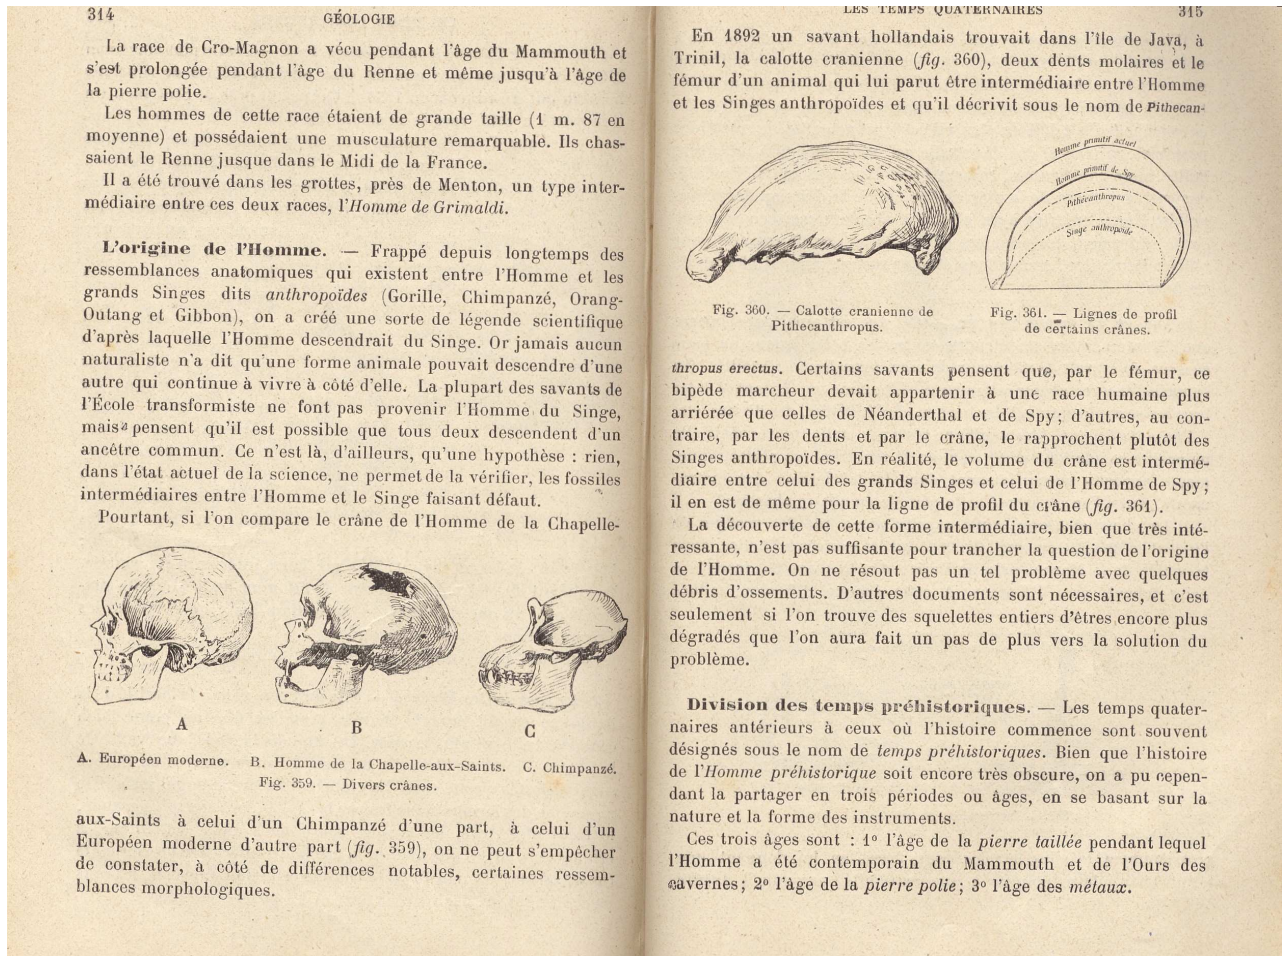 314
GÉOLOGIE
La race de Cro-Magnon a vécu pendant l'âge du Mammouth et
s'est prolongée pendant l'âge du Renne et même jusqu'à l'âge de
la pierre polie.
Les hommes de cette race étaient de grande taille (1 m. 87 en
moyenne) et possédaient une musculature remarquable. Ils chas-
saient le Renne jusque dans le Midi de la France.
Il a été trouvé dans les grottes, près de Menton, un type inter-
médiaire entre ces deux races, l'Homme de Grimaldi.
L'origine de l'Homme. — Frappé depuis longtemps des
ressemblances anatomiques qui existent entre l'Homme et les
grands Singes dits anthropoïdes (Gorille, Chimpanzé, Orang-
Outang et Gibbon), on a créé une sorte de légende scientifique
d'après laquelle l'Homme descendrait du Singe. Or jamais aucun
naturaliste n'a dit qu'une forme animale pouvait descendre d'une
autre qui continue à vivre à côté d'elle. La plupart des savants de
l'École transformiste ne font pas provenir l'Homme du Singe,
mais pensent qu'il est possible que tous deux descendent d'un
ancêtre commun. Ce n'est là, d'ailleurs, qu'une hypothèse : rien,
dans l'état actuel de la science, ne permet de la vérifier, les fossiles
intermédiaires entre l'Homme et le Singe faisant défaut.
Pourtant, si l'on compare le crâne de l'Homme de la Chapelle-
A
B
C
A. Européen moderne. B. Homme de la Chapelle-aux-Saints. C. Chimpanzé.
Fig. 359. — Divers crânes.
aux-Saints à celui d'un Chimpanzé d'une part, à celui d'un
Européen moderne d'autre part (fig. 359), on ne peut s'empêcher
de constater, à côté de différences notables, certaines ressem-
blances morphologiques.
LES TEMPS QUATERNAIRES
315
En 1892 un savant hollandais trouvait dans l'île de Java, à
Trinil, la calotte cranienne (fig. 360), deux dents molaires et le
fémur d'un animal qui lui parut être intermédiaire entre l'Homme
et les Singes anthropoïdes et qu'il décrivit sous le nom de Pithecan-
Homme primitif actuel
Homme primitif de Spy
Pithécanthropus
Singe anthropoïde
Fig. 360. — Calotte cranienne de
Pithecanthropus.
Fig. 361. — Lignes de profil
de certains crânes.
thropus erectus. Certains savants pensent que, par le fémur, ce
bipède marcheur devait appartenir à une race humaine plus
arriérée que celles de Néanderthal et de Spy; d'autres, au con-
traire, par les dents et par le crâne, le rapprochent plutôt des
Singes anthropoïdes. En réalité, le volume du crâne est intermé-
diaire entre celui des grands Singes et celui de l'Homme de Spy;
il en est de même pour la ligne de profil du crâne (fig. 361).
La découverte de cette forme intermédiaire, bien que très inté-
ressante, n'est pas suffisante pour trancher la question de l'origine
de l'Homme. On ne résout pas un tel problème avec quelques
débris d'ossements. D'autres documents sont nécessaires, et c'est
seulement si l'on trouve des squelettes entiers d'êtres encore plus
dégradés que l'on aura fait un pas de plus vers la solution du
problème.
Division des temps préhistoriques. — Les temps quater-
naires antérieurs à ceux où l'histoire commence sont souvent
désignés sous le nom de temps préhistoriques. Bien que l'histoire
de l'Homme préhistorique soit encore très obscure, on a pu cepen-
dant la partager en trois périodes ou âges, en se basant sur la
nature et la forme des instruments.
Ces trois âges sont : 1° l'âge de la pierre taillée pendant lequel
l'Homme a été contemporain du Mammouth et de l'Ours des
cavernes; 2° l'âge de la pierre polie; 3° l'âge des métaux.